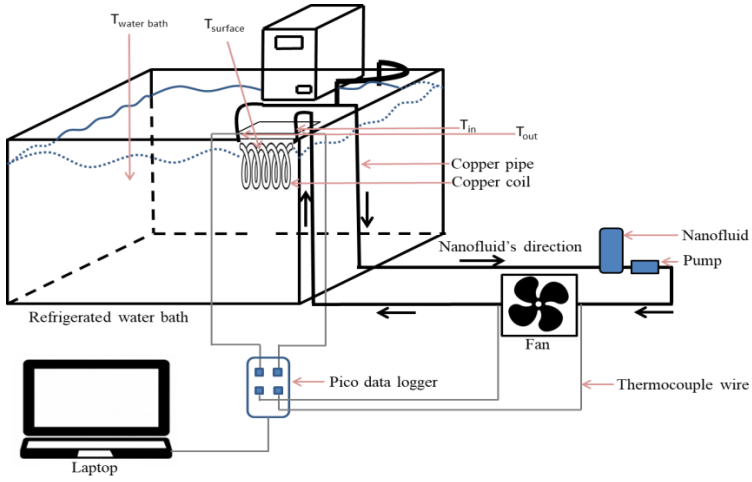 Twater bath
Tsurface
Tin
Tout
Copper pipe
Copper coil
Nanofluid
Nanofluid's direction
Pump
Refrigerated water bath
Fan
Pico data logger
Thermocouple wire
Laptop